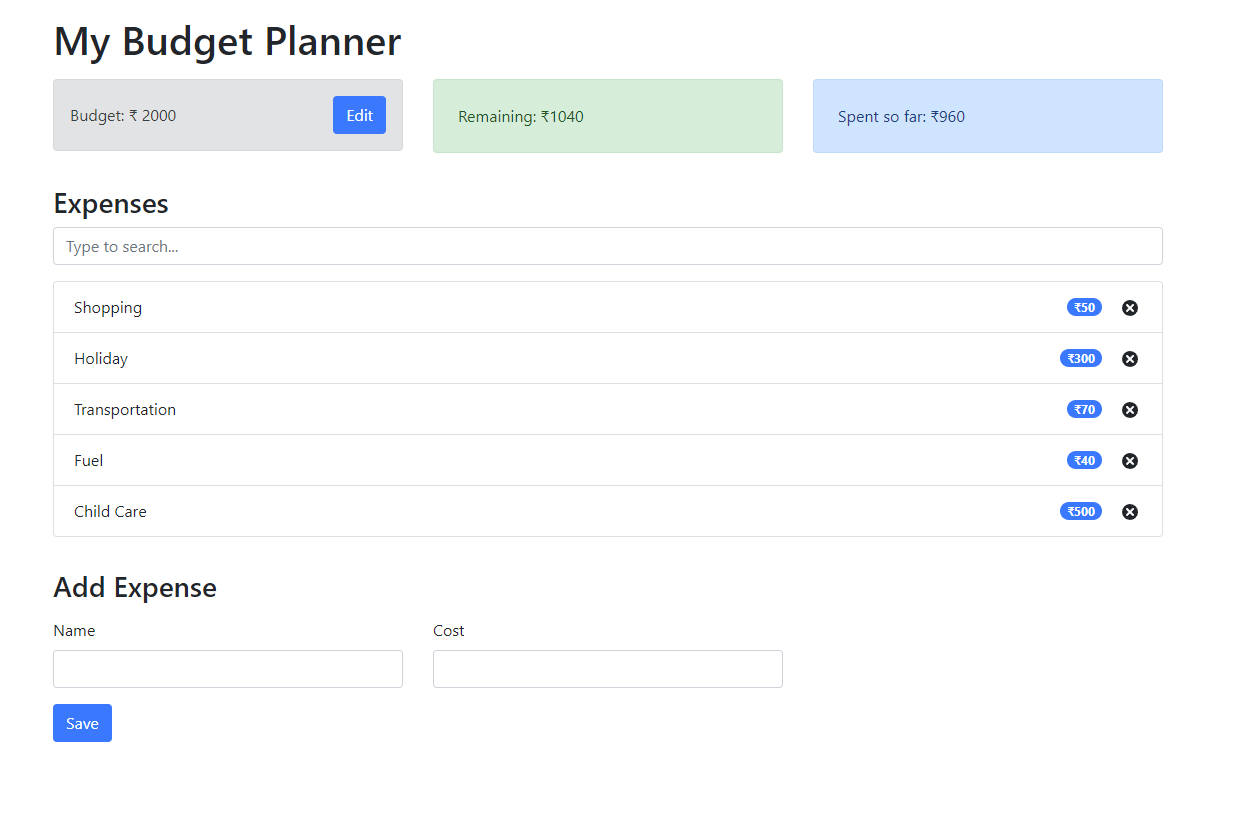 My Budget Planner
Budget: ₹ 2000
Edit
Remaining: ₹1040
Spent so far: ₹960
Expenses
Type to search...
Shopping ₹50
Holiday ₹300
Transportation ₹70
Fuel ₹40
Child Care ₹500
Add Expense
Name
Cost
Save